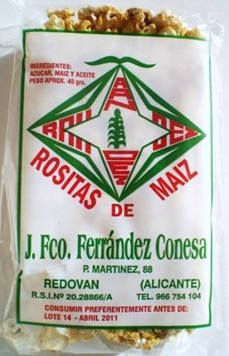 INGREDIENTES:
AZUCAR, MAIZ Y ACEITE
PESO APROX. 40 grs.
ROSITAS DE MAIZ
J. Fco. Ferrández Conesa
P. MARTINEZ, 88
REDOVAN (ALICANTE)
R.S.I.Nº 20.28866/A TEL. 966 754 104
CONSUMIR PREFERENTEMENTE ANTES DE:
LOTE 14 - ABRIL 2011